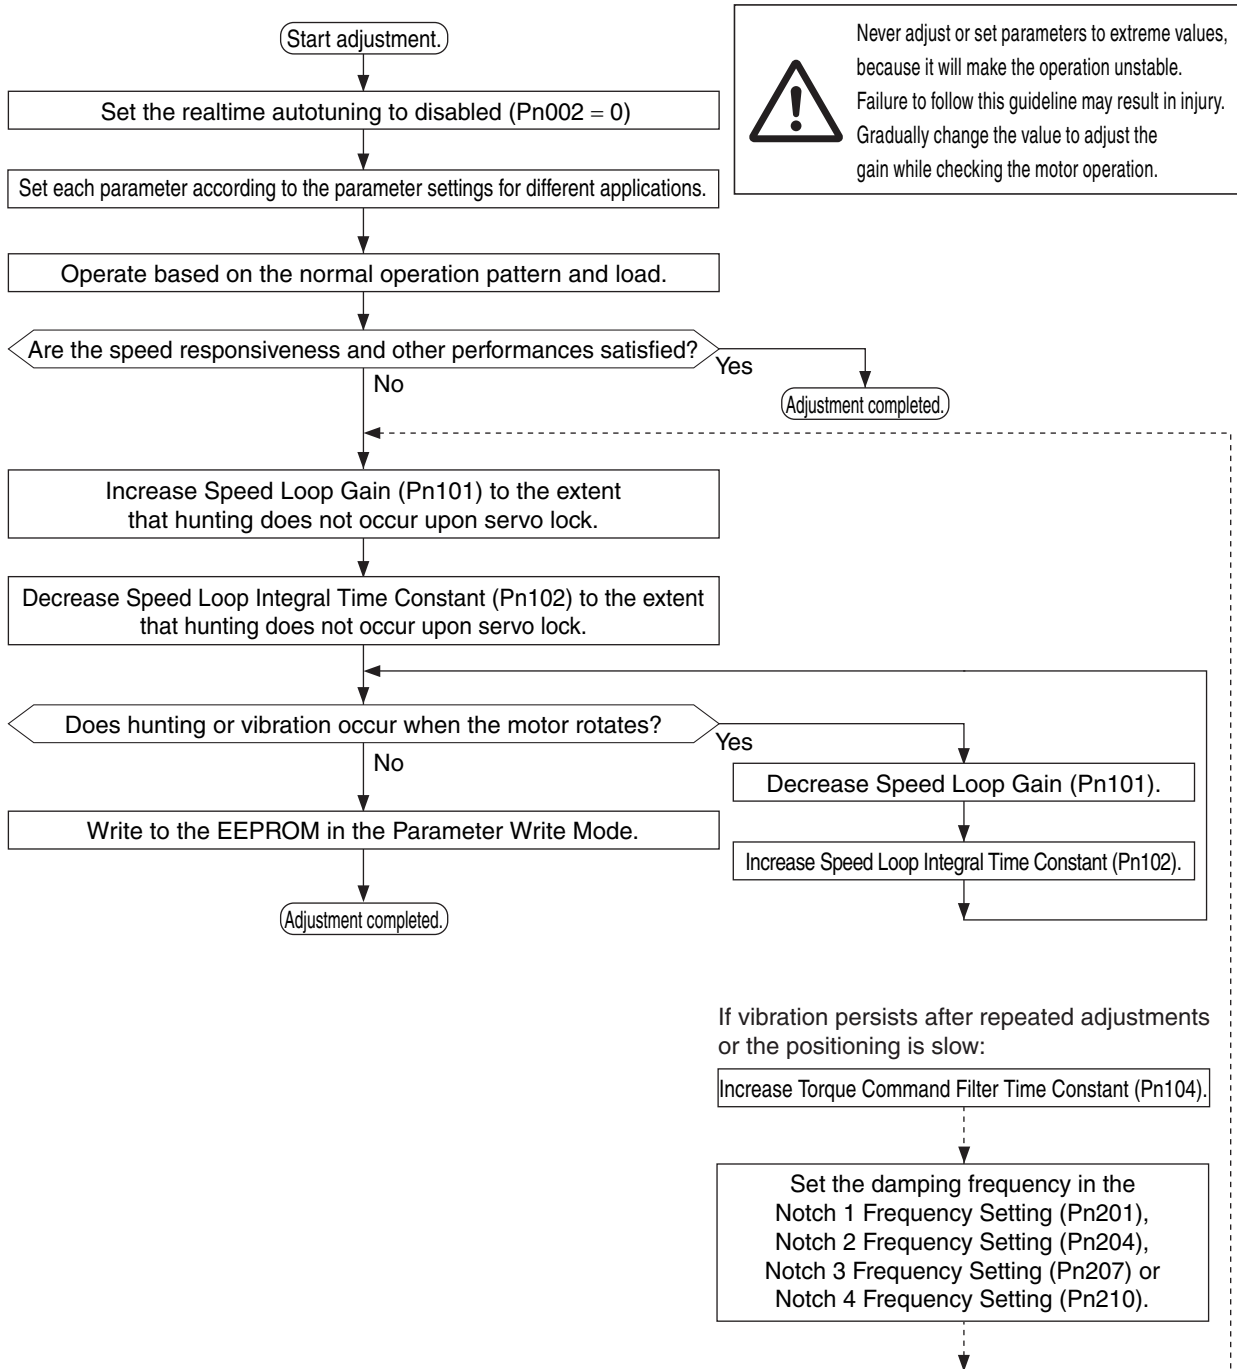 Start adjustment.
Never adjust or set parameters to extreme values,
because it will make the operation unstable.
Failure to follow this guideline may result in injury.
Gradually change the value to adjust the
gain while checking the motor operation.
Set the realtime autotuning to disabled (Pn002 = 0)
Set each parameter according to the parameter settings for different applications.
Operate based on the normal operation pattern and load.
Are the speed responsiveness and other performances satisfied?
Yes
No
Adjustment completed.
Increase Speed Loop Gain (Pn101) to the extent
that hunting does not occur upon servo lock.
Decrease Speed Loop Integral Time Constant (Pn102) to the extent
that hunting does not occur upon servo lock.
Does hunting or vibration occur when the motor rotates?
Yes
No
Decrease Speed Loop Gain (Pn101).
Write to the EEPROM in the Parameter Write Mode.
Increase Speed Loop Integral Time Constant (Pn102).
Adjustment completed.
If vibration persists after repeated adjustments
or the positioning is slow:
Increase Torque Command Filter Time Constant (Pn104).
Set the damping frequency in the
Notch 1 Frequency Setting (Pn201),
Notch 2 Frequency Setting (Pn204),
Notch 3 Frequency Setting (Pn207) or
Notch 4 Frequency Setting (Pn210).